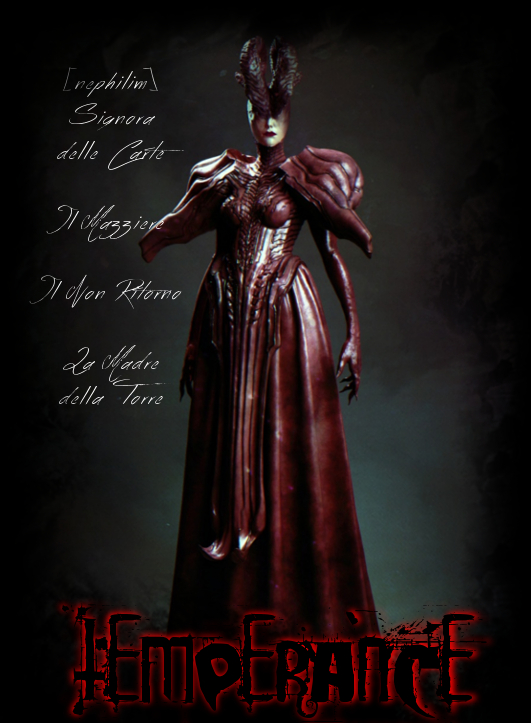 [nephilim]
Signora
delle Carte
Il Mazziere
Il Non Ritorno
La Madre
della Torre
TEMPERANCE